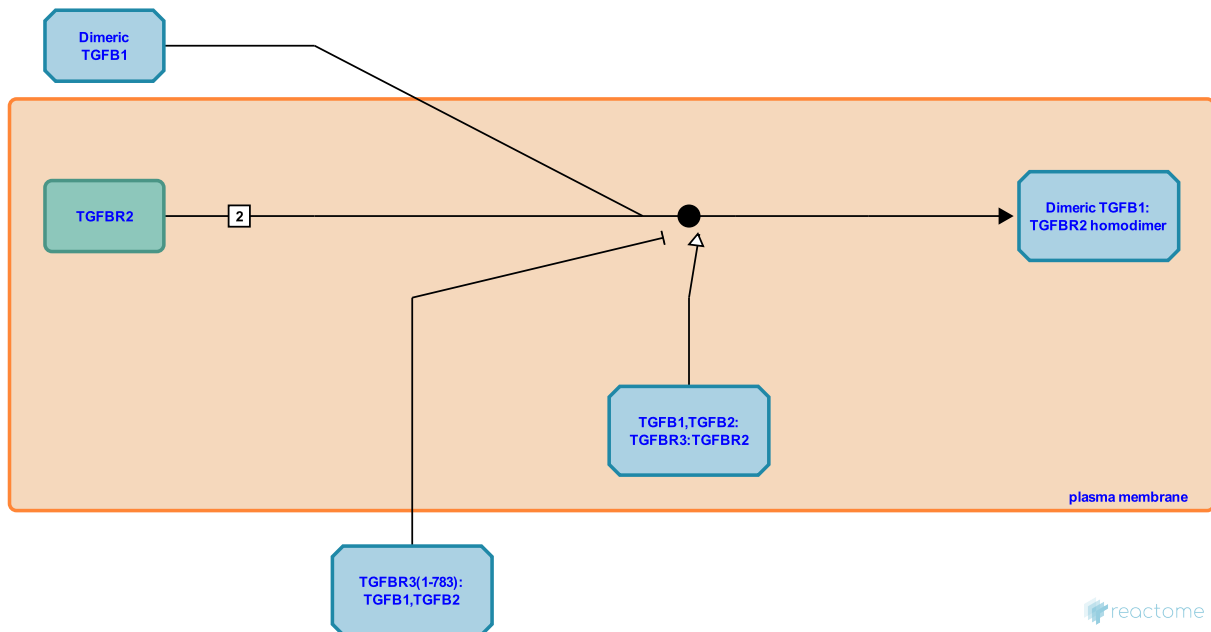 Dimeric
TGFB1
TGFBR2
2
Dimeric TGFB1:
TGFBR2 homodimer
TGFB1,TGFB2:
TGFBR3:TGFBR2
plasma membrane
TGFBR3(1-783):
TGFB1,TGFB2
reactome